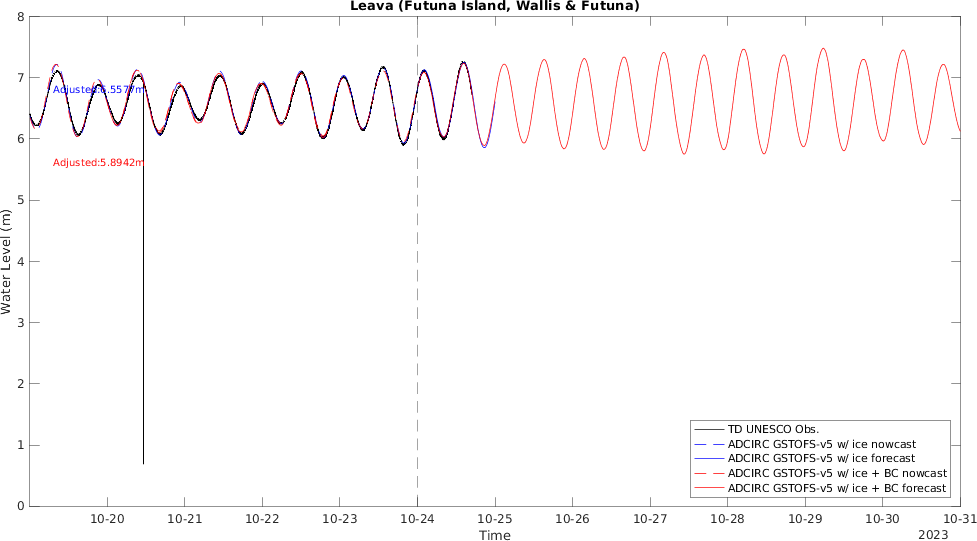 Leava (Futuna Island, Wallis & Futuna)
8
7
6
5
4
3
2
1
0
Water Level (m)
Adjusted:6.5577m
Adjusted:5.8942m
TD UNESCO Obs.
ADCIRC GSTOFS-v5 w/ ice nowcast
ADCIRC GSTOFS-v5 w/ ice forecast
ADCIRC GSTOFS-v5 w/ ice + BC nowcast
ADCIRC GSTOFS-v5 w/ ice + BC forecast
10-20 10-21 10-22 10-23 10-24 10-25 10-26 10-27 10-28 10-29 10-30 10-31
Time
2023